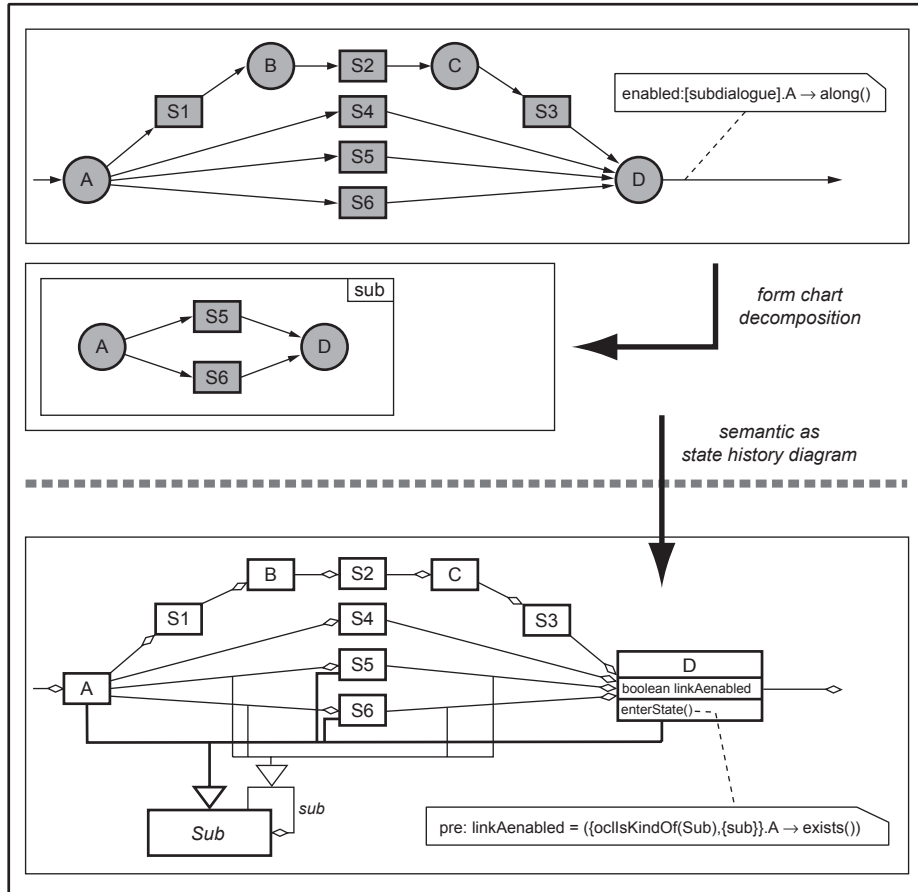 B
S2
C
enabled:[subdialogue].A → along()
S1
S4
S3
A
S5
D
S6
sub
S5
A
D
S6
form chart
decomposition
semantic as
state history diagram
B
S2
C
S1
S4
S3
A
S5
D
boolean linkAenabled
S6
enterState()
sub
Sub
pre: linkAenabled = ({oclIsKindOf(Sub),{sub}}.A → exists())